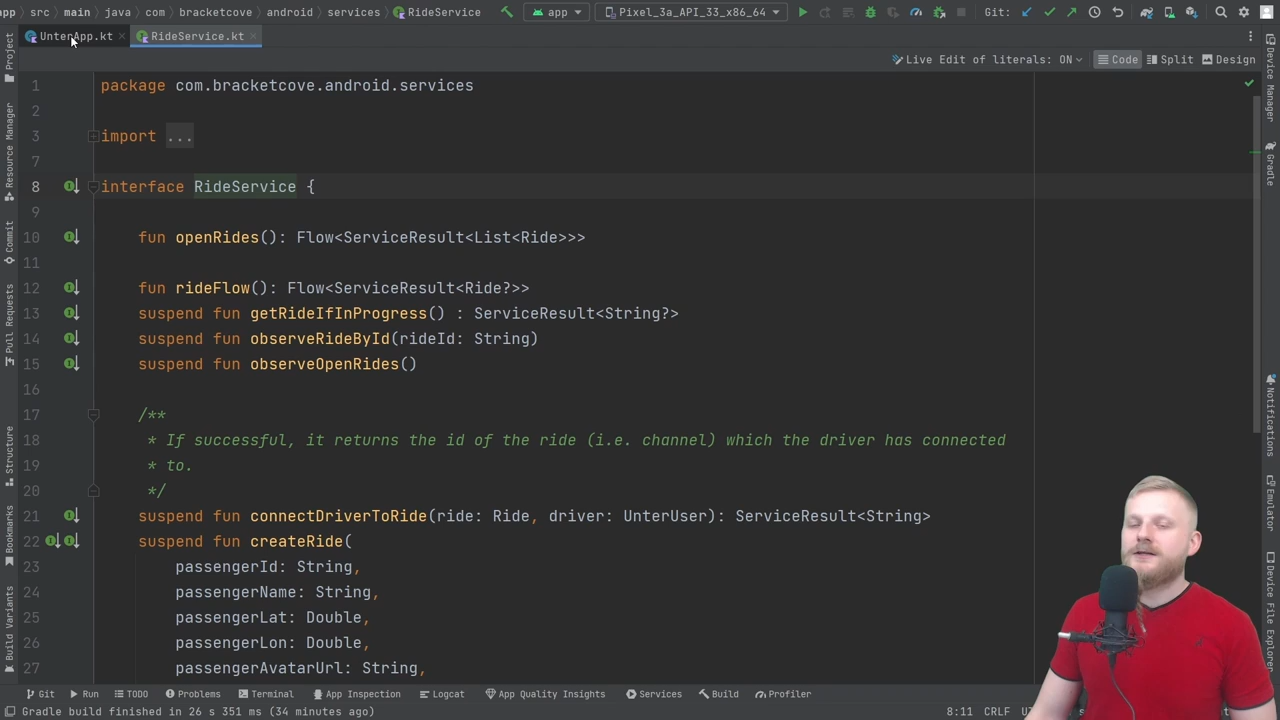 app src main java com bracketcove android services RideService app Pixel_3a_API_33_x86_64 Git:
UnterApp.kt RideService.kt
Live Edit of literals: ON Code Split Design
1 package com.bracketcove.android.services
2
3 import ...
7
8 interface RideService {
9
10 fun openRides(): Flow<ServiceResult<List<Ride>>>
11
12 fun rideFlow(): Flow<ServiceResult<Ride?>>
13 suspend fun getRideIfInProgress() : ServiceResult<String?>
14 suspend fun observeRideById(rideId: String)
15 suspend fun observeOpenRides()
16
17 /**
18 * If successful, it returns the id of the ride (i.e. channel) which the driver has connected
19 * to.
20 */
21 suspend fun connectDriverToRide(ride: Ride, driver: UnterUser): ServiceResult<String>
22 suspend fun createRide(
23 passengerId: String,
24 passengerName: String,
25 passengerLat: Double,
26 passengerLon: Double,
27 passengerAvatarUrl: String,
Project
Resource Manager
Commit
Pull Requests
Structure
Bookmarks
Build Variants
Device Manager
Gradle
Notifications
Emulator
Device File Explorer
Git Run TODO Problems Terminal App Inspection Logcat App Quality Insights Services Build Profiler
Gradle build finished in 26 s 351 ms (34 minutes ago) 8:11 CRLF